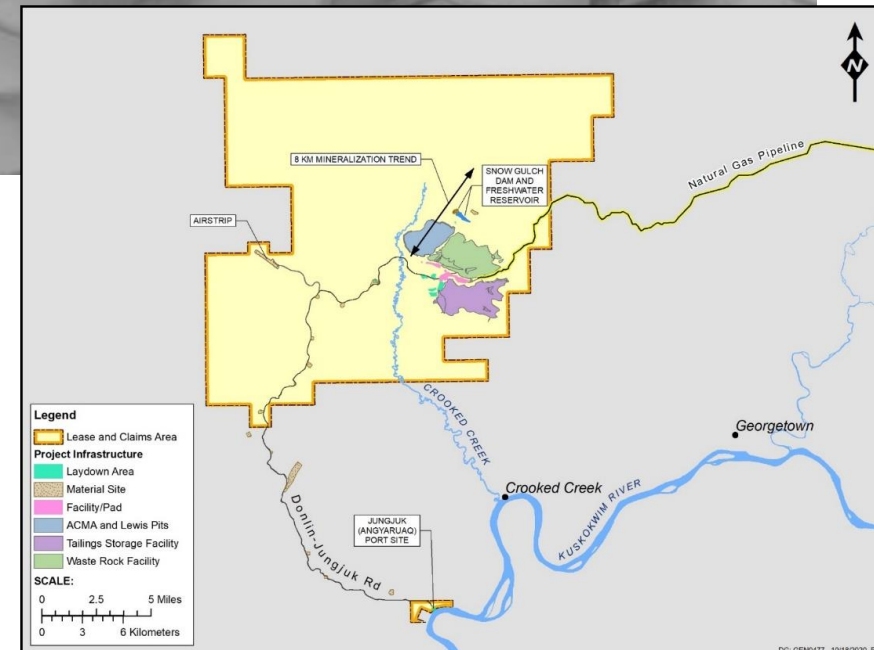 N
Natural Gas Pipeline
8 KM MINERALIZATION TREND
SNOW GULCH
DAM AND
FRESHWATER
RESERVOIR
AIRSTRIP
CROOKED CREEK
Georgetown
Crooked Creek
KUSKOKWIM RIVER
JUNGJUK
(ANGYARUAQ)
PORT SITE
Donlin-Jungjuk Rd
Legend
Lease and Claims Area
Project Infrastructure
Laydown Area
Material Site
Facility/Pad
ACMA and Lewis Pits
Tailings Storage Facility
Waste Rock Facility
SCALE:
0 2.5 5 Miles
0 3 6 Kilometers